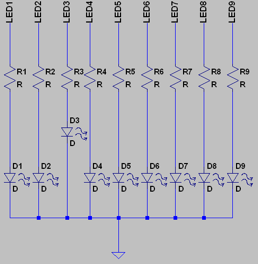 LED1 LED2 LED3 LED4 LED5 LED6 LED7 LED8 LED9
R1 R2 R3 R4 R5 R6 R7 R8 R9
R R R R R R R R R
D3
D
D1 D2 D4 D5 D6 D7 D8 D9
D D D D D D D D